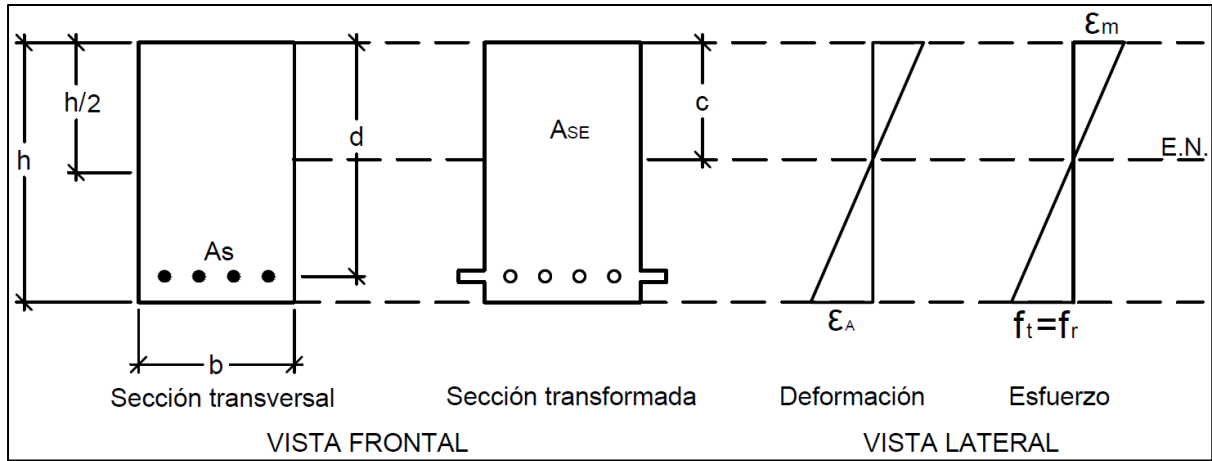 εm
h/2
c
d
h
ASE
E.N.
As
εA
ft=fr
b
Sección transversal
Sección transformada
Deformación
Esfuerzo
VISTA FRONTAL
VISTA LATERAL